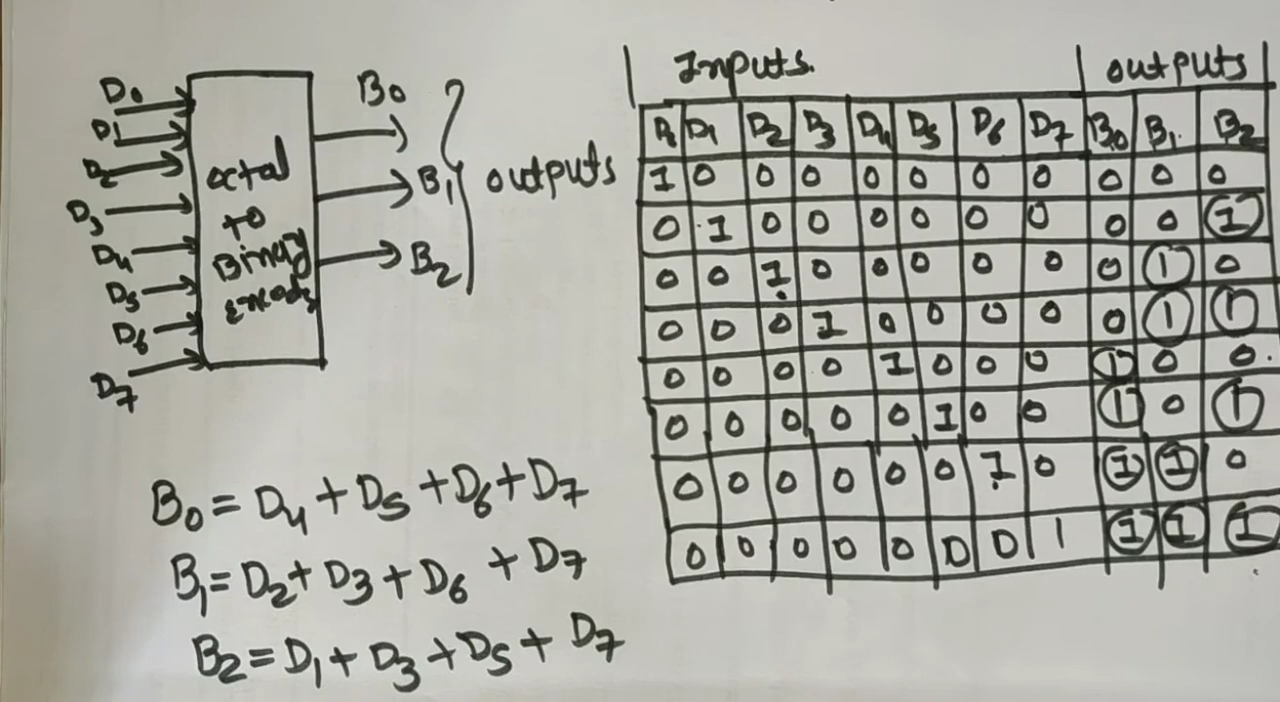 D0
D1
D2
D3
D4
D5
D6
D7
octal
to
Binary
B0
B1
B2
outputs
B0 = D4 + D5 + D6 + D7
B1 = D2 + D3 + D6 + D7
B2 = D1 + D3 + D5 + D7
Inputs. outputs
D1 D2 D3 D4 D5 D6 D7 B0 B1. B2
1 0 0 0 0 0 0 0 0 0 0
0 1 0 0 0 0 0 0 0 0 1
0 0 1 0 0 0 0 0 0 1 0
0 0 0 1 0 0 0 0 0 1 1
0 0 0 0 1 0 0 0 1 0 0.
0 0 0 0 0 1 0 0 1 0 1
0 0 0 0 0 0 1 0 1 1 0
0 0 0 0 0 0 0 1 1 1 1